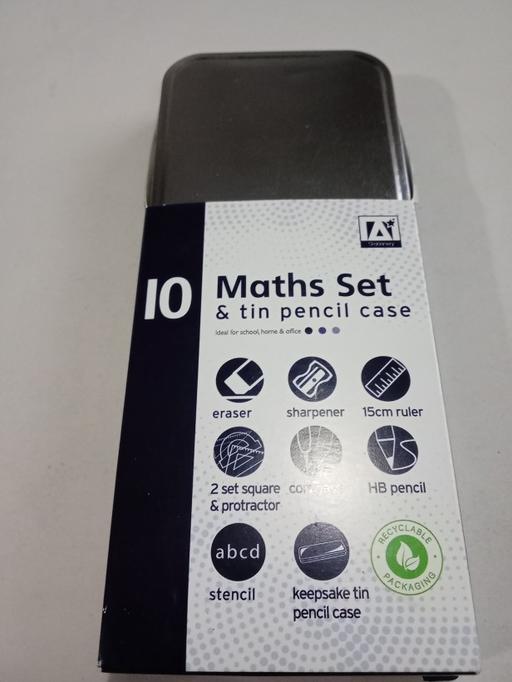 A
Stationery
10
Maths Set
& tin pencil case
Ideal for school, home & office
eraser
sharpener
15cm ruler
2 set square
& protractor
HB pencil
abcd
stencil
keepsake tin
pencil case
RECYCLABLE
PACKAGING